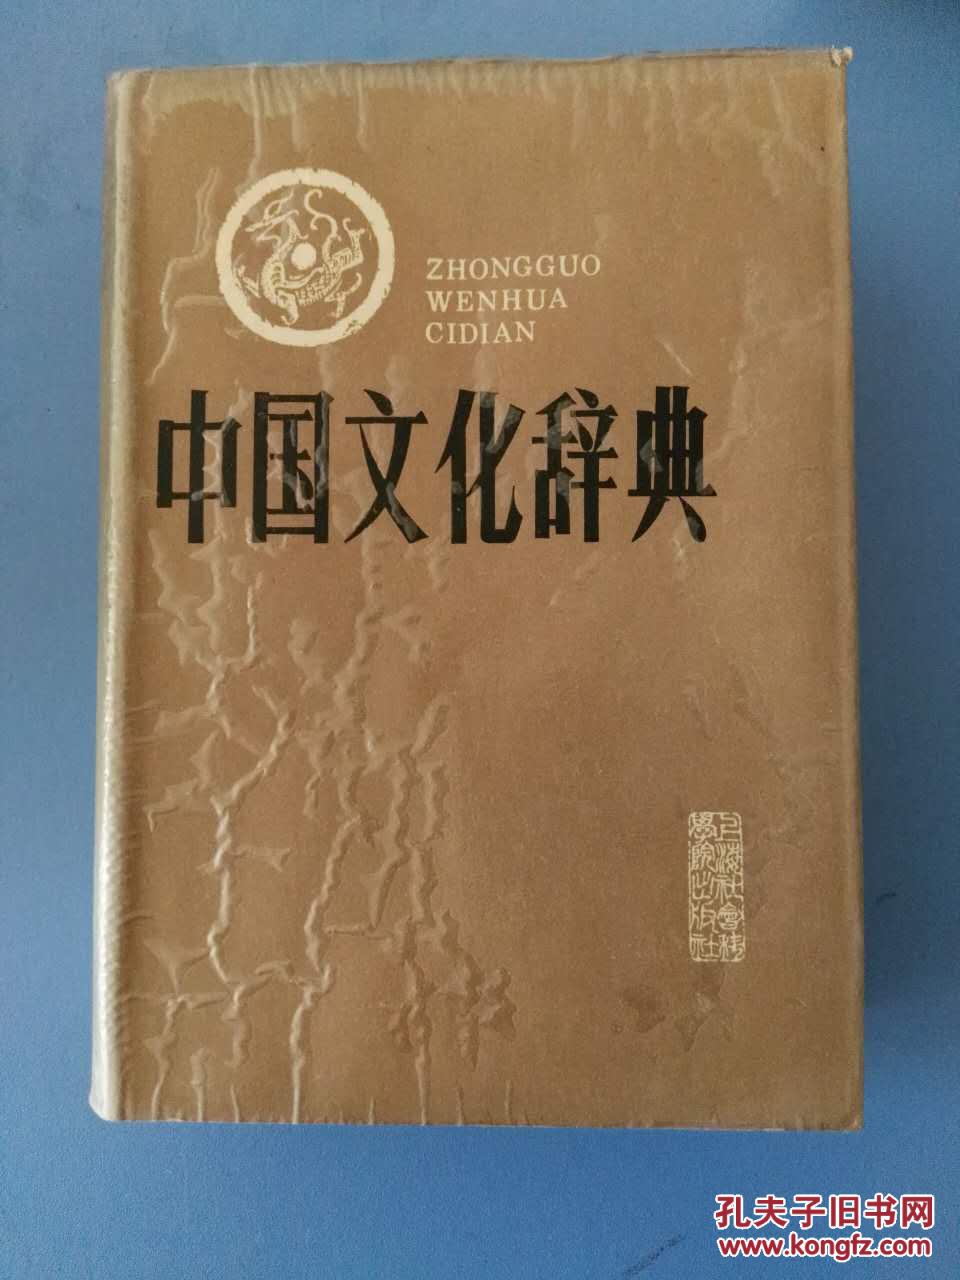 ZHONGGUO
WENHUA
CIDIAN
中国文化辞典
上海社會科
學院出版社
孔夫子旧书网
www.kongfz.com